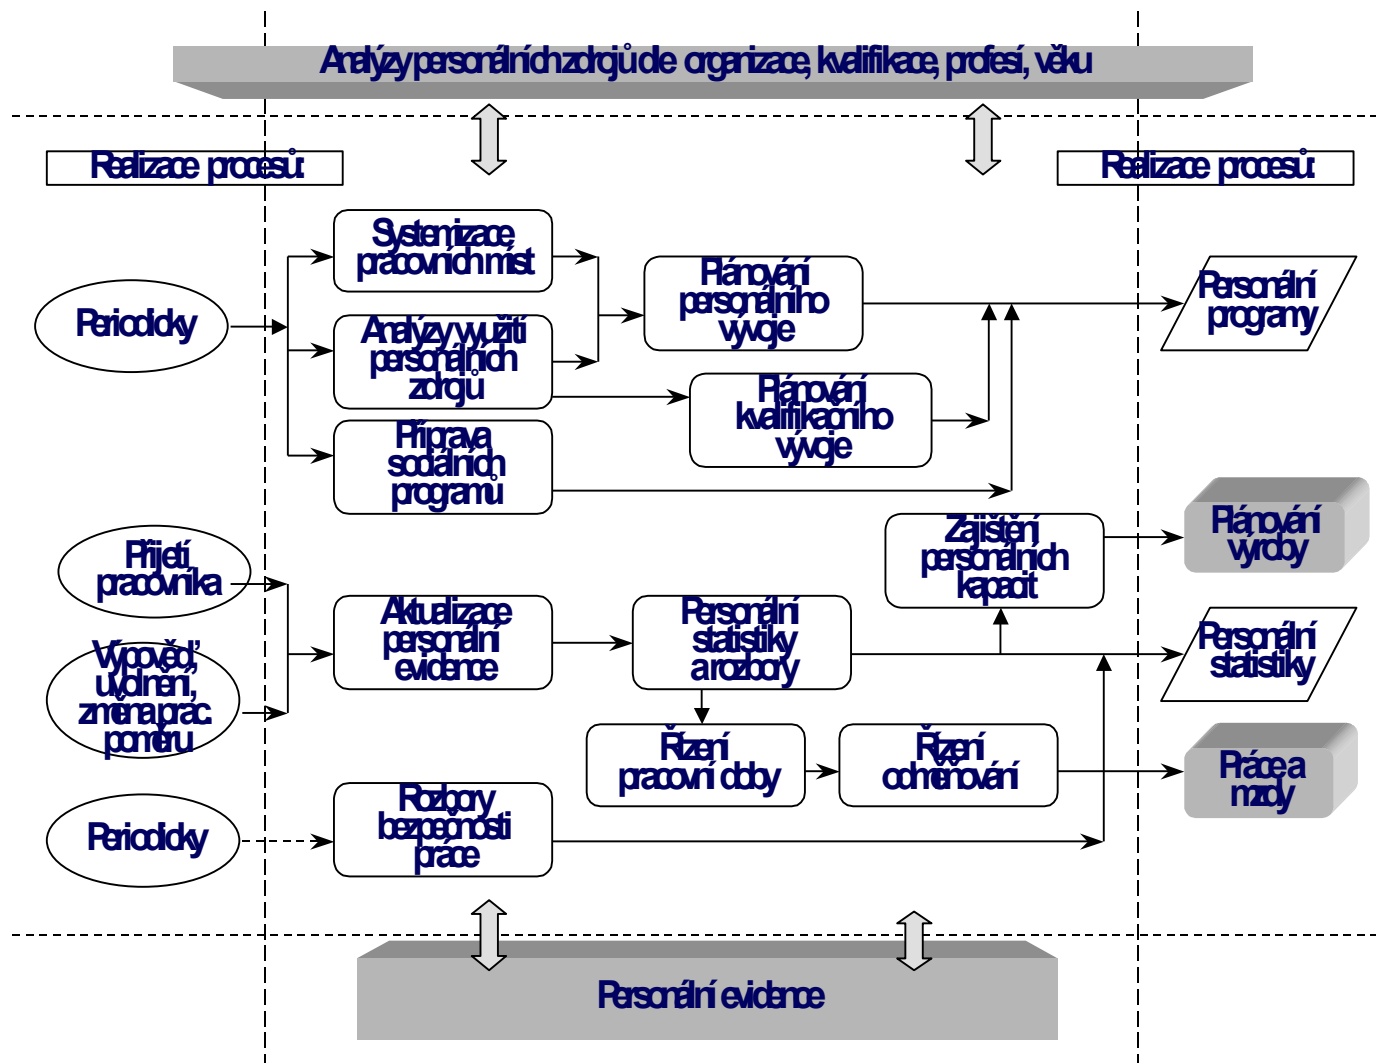 Analýzy personálních zdrojů dle organizace, kvalifikace, profesí, věku
Realizace procesů:
Realizace procesů:
Periodicky
Systemizace
pracovních míst
Analýzy využití
personálních
zdrojů
Příprava
sociálních
programů
Plánování
personálního
vývoje
Plánování
kvalifikačního
vývoje
Personální
programy
Přijetí
pracovníka
Výpověď,
uvolnění,
změna prac.
poměru
Aktualizace
personální
evidence
Personální
statistiky
a rozbory
Zajištění
personálních
kapacit
Plánování
výroby
Personální
statistiky
Řízení
pracovní doby
Řízení
odměňování
Práce a
mzdy
Periodicky
Rozbory
bezpečnosti
práce
Personální evidence